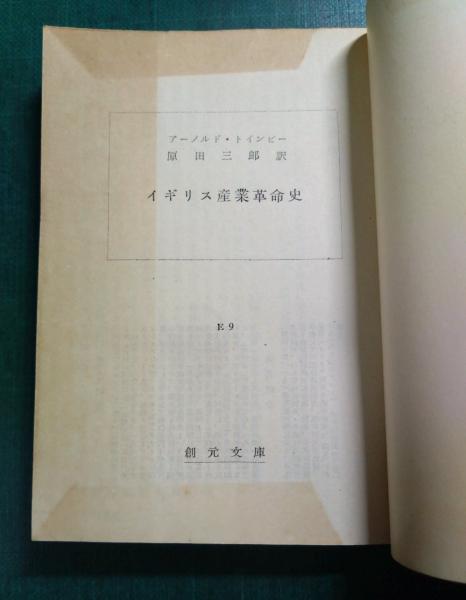 アーノルド・トインビー
原田三郎訳
イギリス産業革命史
E 9
創元文庫